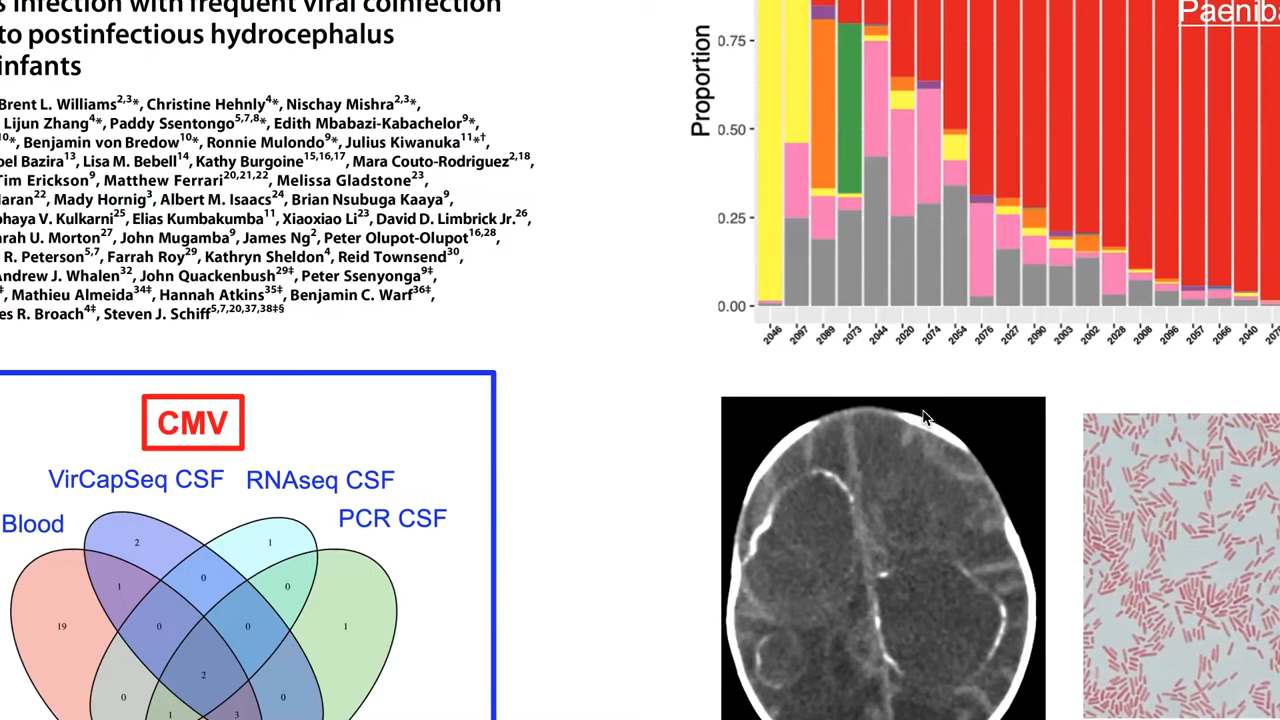 s infection with frequent viral coinfection
to postinfectious hydrocephalus
infants
Brent L. Williams2,3*, Christine Hehnly4*, Nischay Mishra2,3*,
Lijun Zhang4*, Paddy Ssentongo5,7,8*, Edith Mbabazi-Kabachelor9*,
10*, Benjamin von Bredow10*, Ronnie Mulondo9*, Julius Kiwanuka11*†,
oel Bazira13, Lisa M. Bebell14, Kathy Burgoine15,16,17, Mara Couto-Rodriguez2,18,
Tim Erickson9, Matthew Ferrari20,21,22, Melissa Gladstone23,
Haran22, Mady Hornig3, Albert M. Isaacs24, Brian Nsubuga Kaaya9,
bhaya V. Kulkarni25, Elias Kumbakumba11, Xiaoxiao Li23, David D. Limbrick Jr.26,
arah U. Morton27, John Mugamba9, James Ng2, Peter Olupot-Olupot16,28,
R. Peterson5,7, Farrah Roy29, Kathryn Sheldon4, Reid Townsend30,
Andrew J. Whalen32, John Quackenbush29‡, Peter Ssenyonga9‡,
‡, Mathieu Almeida34‡, Hannah Atkins35‡, Benjamin C. Warf36‡,
es R. Broach4‡, Steven J. Schiff5,7,20,37,38‡§
Paeniba
Proportion
0.75
0.50
0.25
0.00
2046 2097 2089 2073 2044 2020 2074 2054 2076 2027 2090 2003 2002 2028 2008 2096 2057 2066 2040 207
CMV
VirCapSeq CSF RNAseq CSF
Blood PCR CSF
2 1
1 0 0
19 0 0 1
2
0 0
1 3